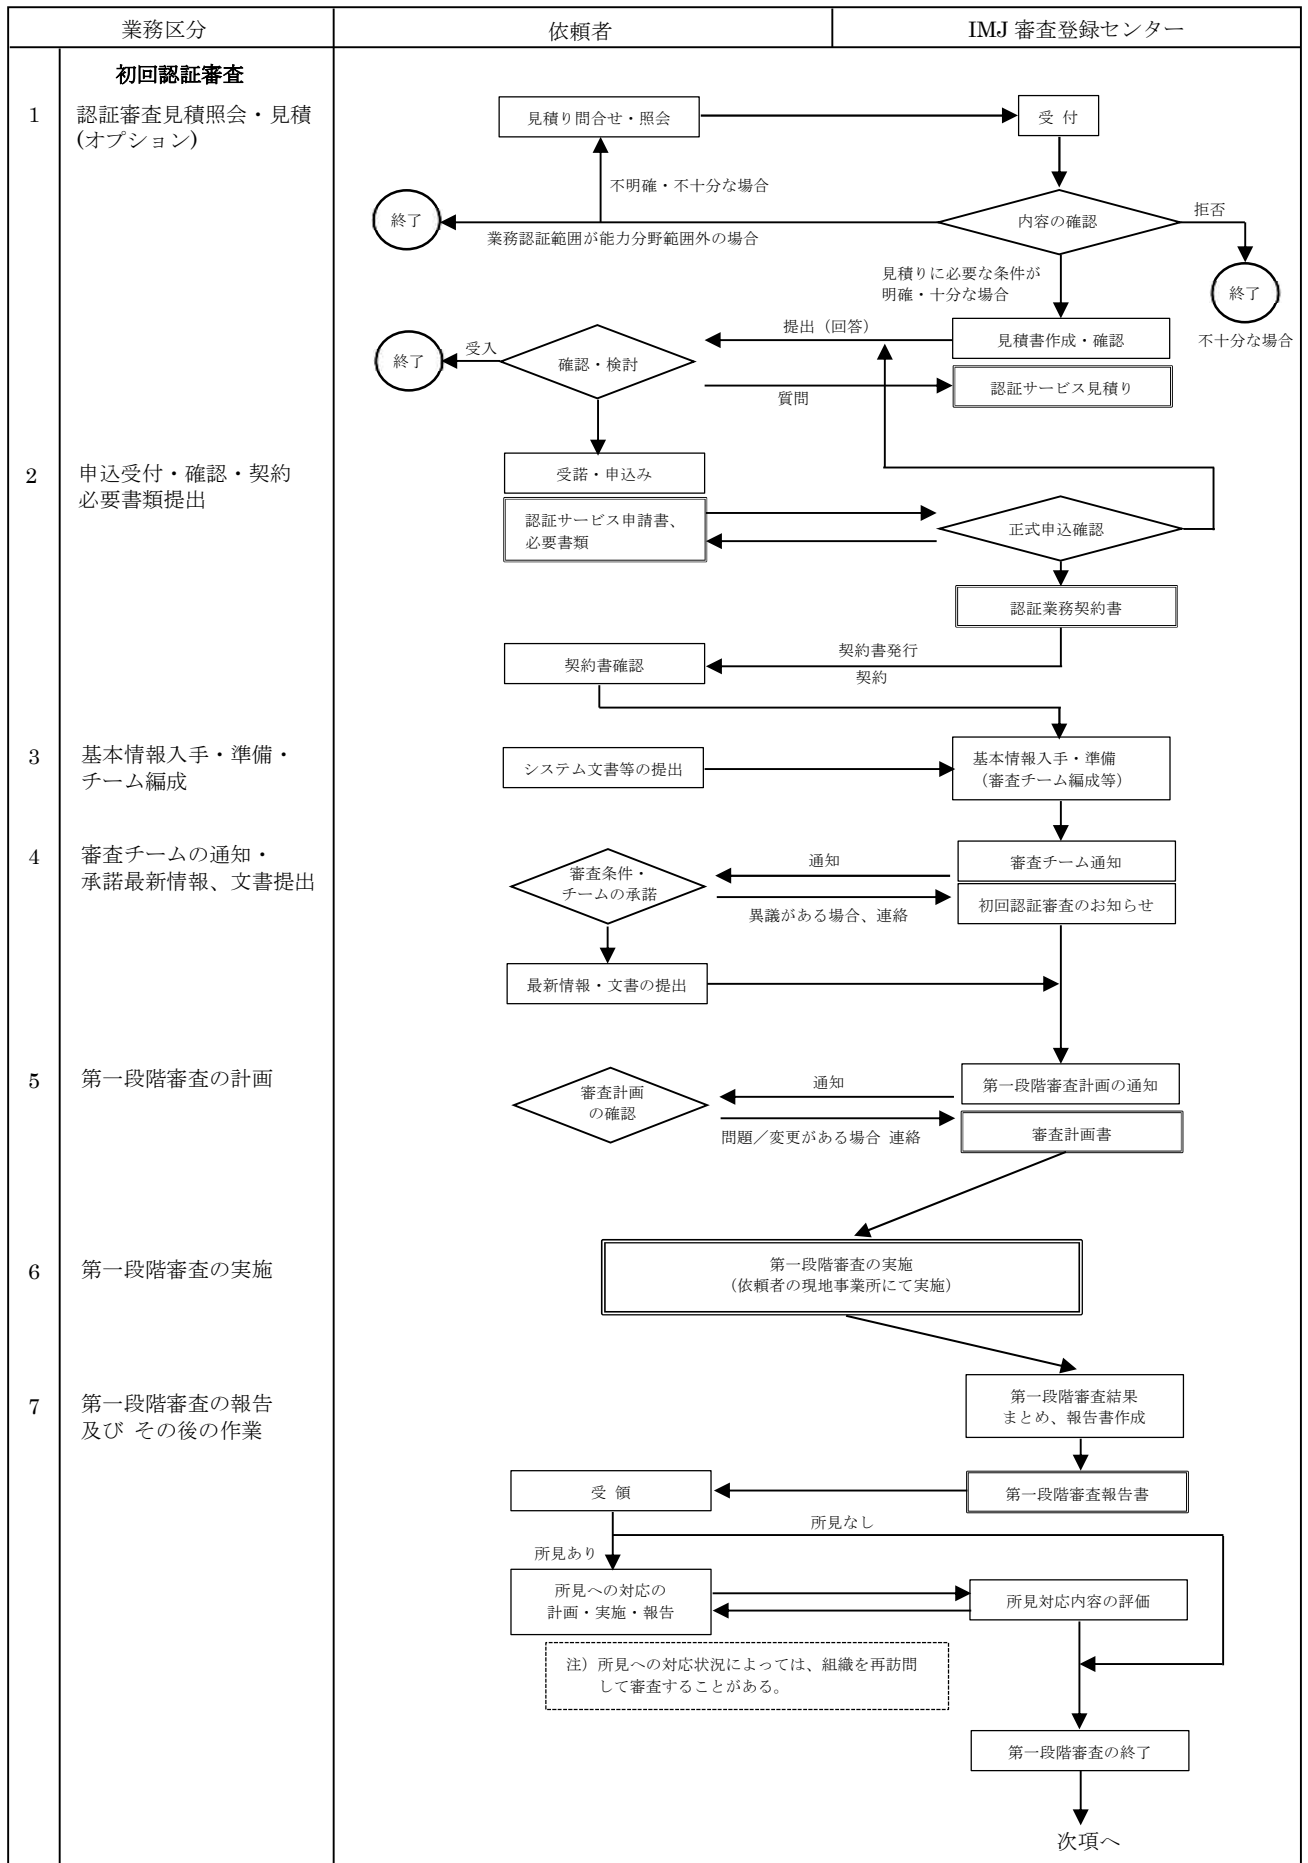 業務区分
依頼者
IMJ 審査登録センター
初回認証審査
1
認証審査見積照会・見積
(オプション)
見積り問合せ・照会
受 付
不明確・不十分な場合
終了
業務認証範囲が能力分野範囲外の場合
内容の確認
拒否
見積りに必要な条件が
明確・十分な場合
終了
不十分な場合
提出（回答）
見積書作成・確認
終了
受入
確認・検討
質問
認証サービス見積り
2
申込受付・確認・契約
必要書類提出
受諾・申込み
認証サービス申請書、
必要書類
正式申込確認
認証業務契約書
契約書発行
契約書確認
契約
3
基本情報入手・準備・
チーム編成
システム文書等の提出
基本情報入手・準備
（審査チーム編成等）
4
審査チームの通知・
承諾最新情報、文書提出
審査条件・
チームの承諾
通知
審査チーム通知
異議がある場合、連絡
初回認証審査のお知らせ
最新情報・文書の提出
5
第一段階審査の計画
審査計画
の確認
通知
第一段階審査計画の通知
問題／変更がある場合 連絡
審査計画書
6
第一段階審査の実施
第一段階審査の実施
（依頼者の現地事業所にて実施）
7
第一段階審査の報告
及び その後の作業
第一段階審査結果
まとめ、報告書作成
受 領
第一段階審査報告書
所見なし
所見あり
所見への対応の
計画・実施・報告
所見対応内容の評価
注）所見への対応状況によっては、組織を再訪問
して審査することがある。
第一段階審査の終了
次項へ